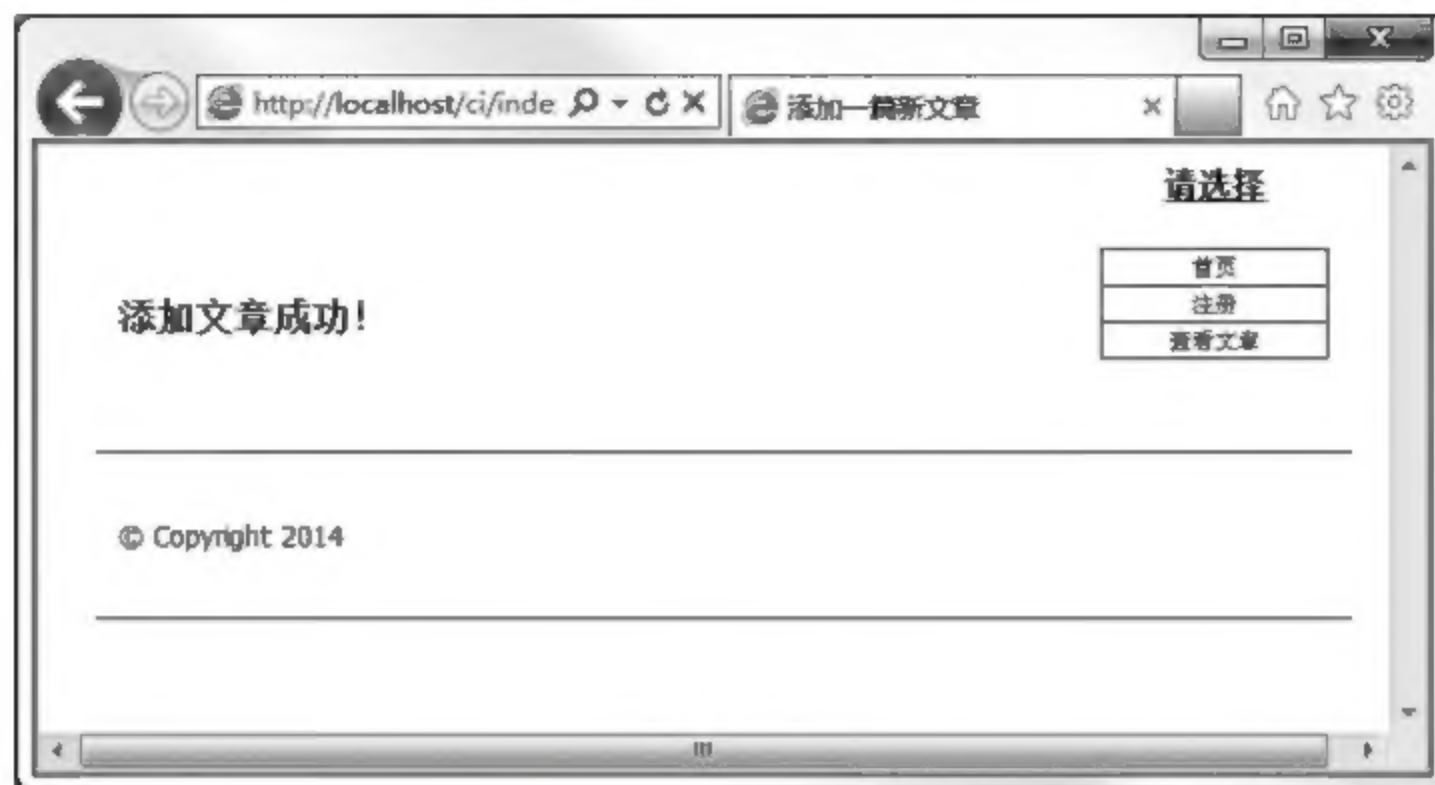 http://localhost/ci/inde
添加一篇新文章
请选择
首页
注册
查看文章
添加文章成功!
© Copyright 2014